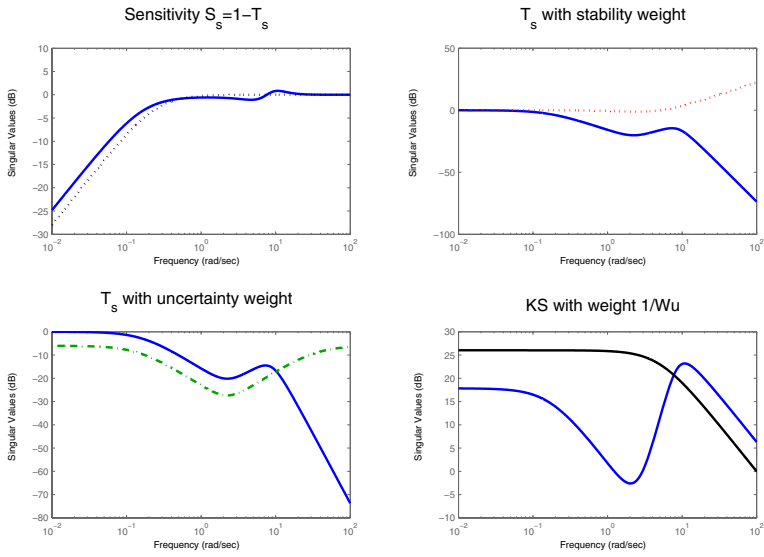 Sensitivity S_s=1−T_s
10
5
0
−5
−10
−15
−20
−25
−30
Singular Values (dB)
10^−2 10^−1 10^0 10^1 10^2
Frequency (rad/sec)
T_s with stability weight
50
0
−50
−100
Singular Values (dB)
10^−2 10^−1 10^0 10^1 10^2
Frequency (rad/sec)
T_s with uncertainty weight
0
−10
−20
−30
−40
−50
−60
−70
−80
Singular Values (dB)
10^−2 10^−1 10^0 10^1 10^2
Frequency (rad/sec)
KS with weight 1/Wu
30
25
20
15
10
5
0
−5
−10
Singular Values (dB)
10^−2 10^−1 10^0 10^1 10^2
Frequency (rad/sec)